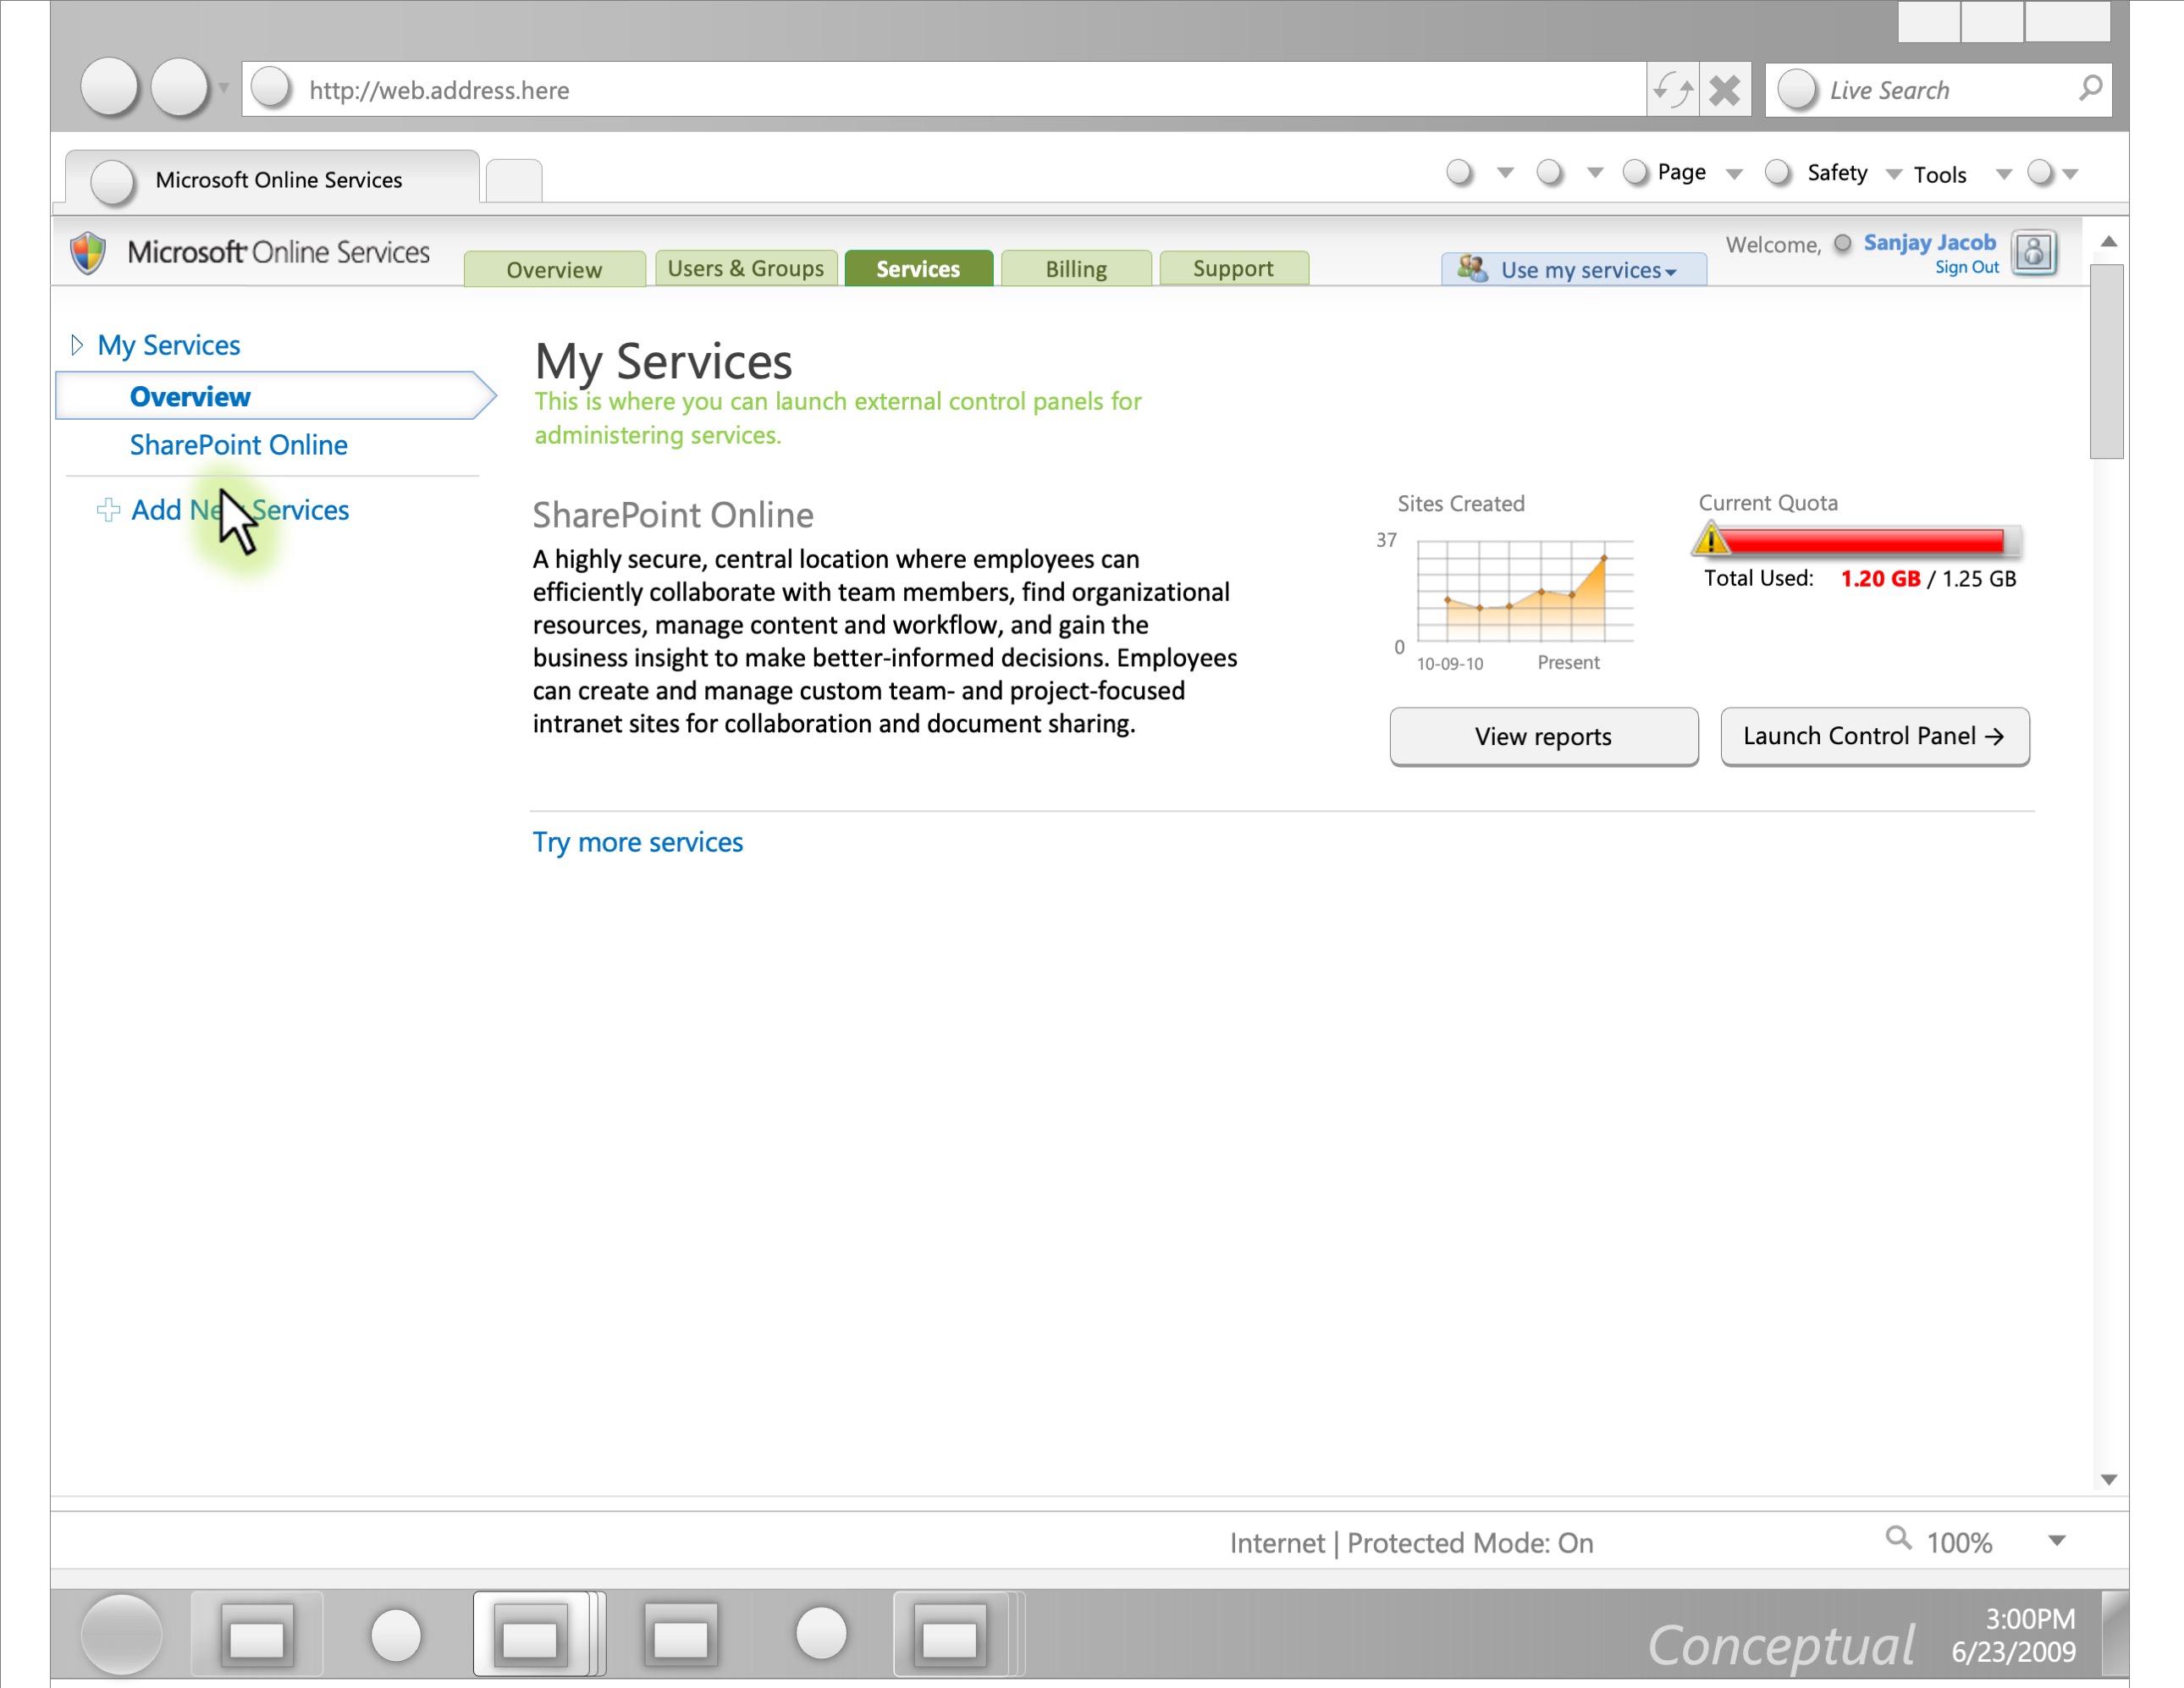 http://web.address.here
Live Search
Microsoft Online Services
Page
Safety
Tools
Microsoft Online Services
Overview
Users & Groups
Services
Billing
Support
Use my services
Welcome,
Sanjay Jacob
Sign Out
My Services
Overview
SharePoint Online
Add New Services
My Services
This is where you can launch external control panels for
administering services.
SharePoint Online
A highly secure, central location where employees can
efficiently collaborate with team members, find organizational
resources, manage content and workflow, and gain the
business insight to make better-informed decisions. Employees
can create and manage custom team- and project-focused
intranet sites for collaboration and document sharing.
Sites Created
37
0
10-09-10
Present
Current Quota
Total Used: 1.20 GB / 1.25 GB
View reports
Launch Control Panel →
Try more services
Internet | Protected Mode: On
100%
Conceptual
3:00PM
6/23/2009